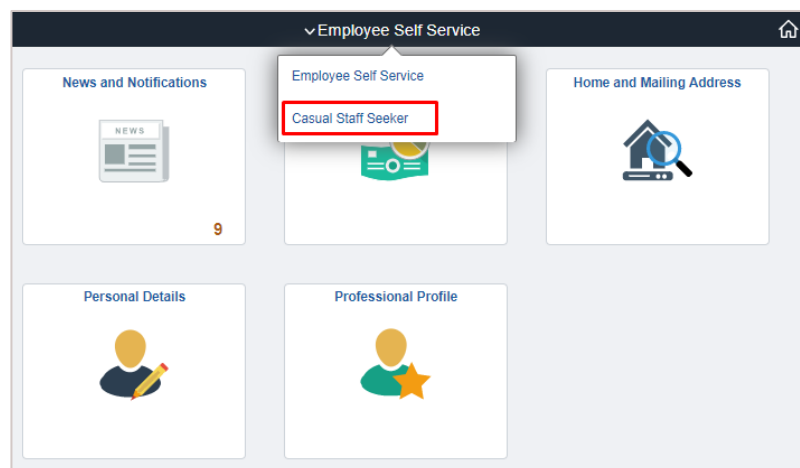 Employee Self Service
News and Notifications
Employee Self Service
Casual Staff Seeker
Home and Mailing Address
NEWS
9
Personal Details
Professional Profile